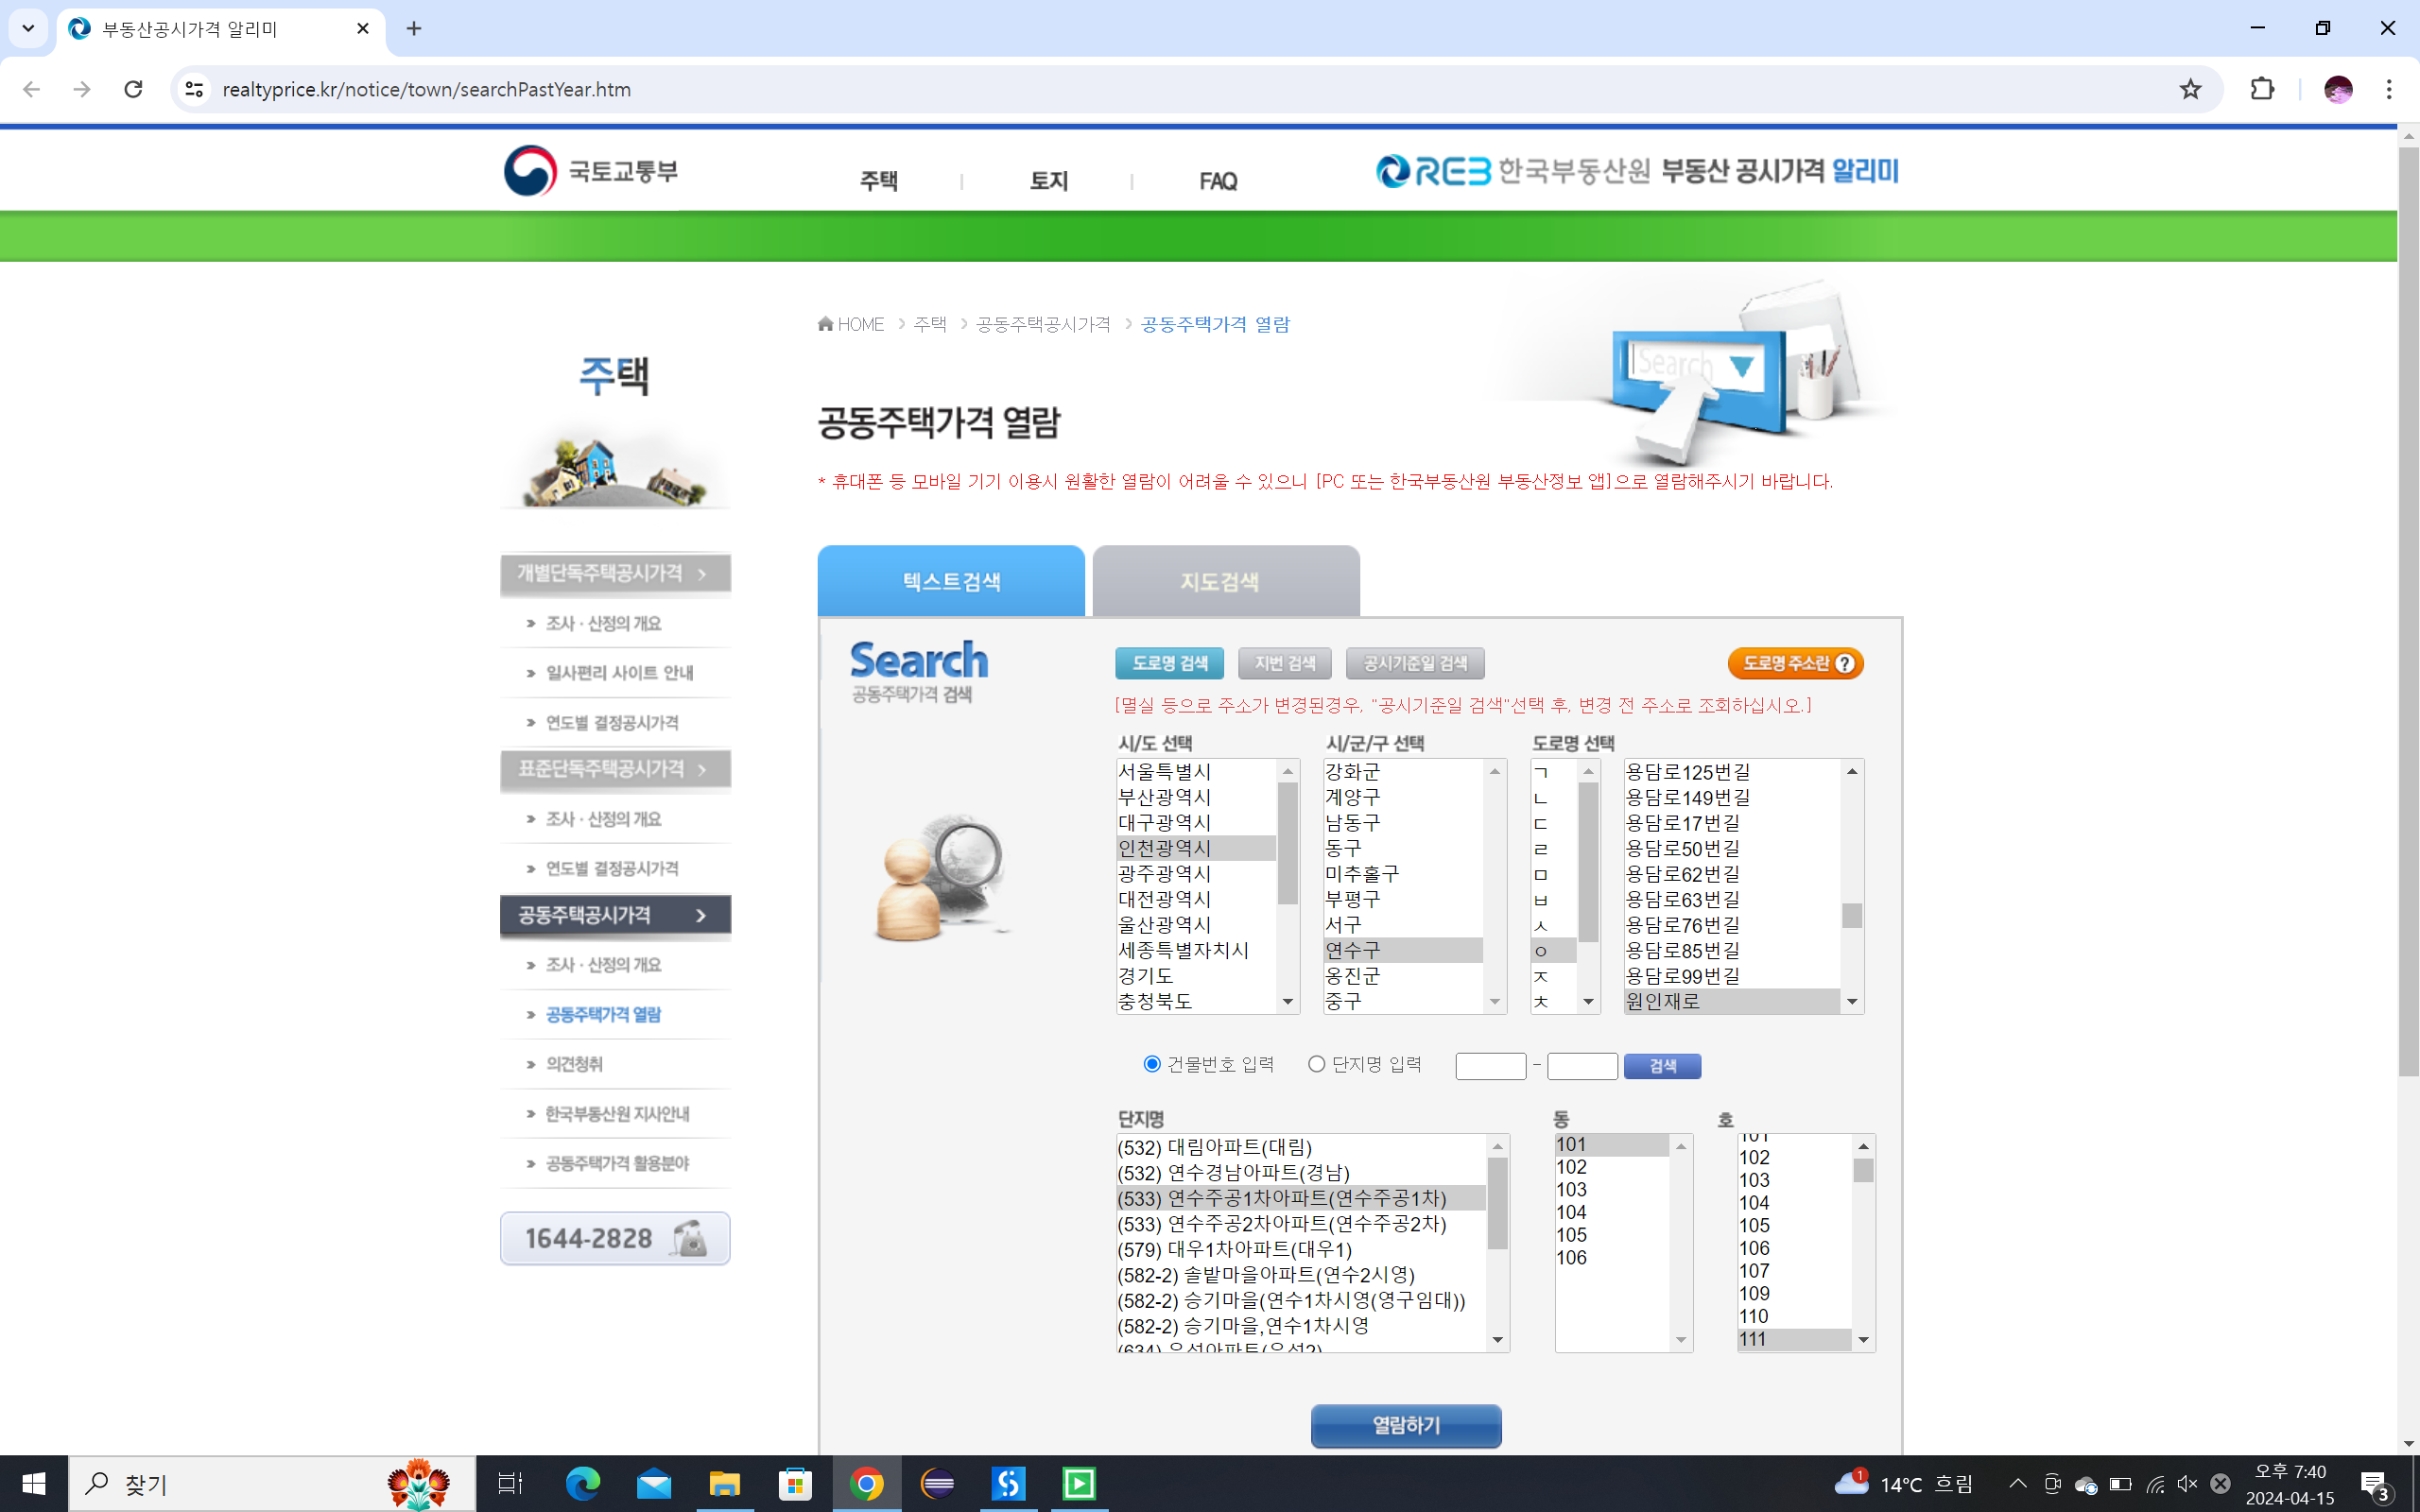 부동산공시가격 알리미
realtyprice.kr/notice/town/searchPastYear.htm
국토교통부
주택
토지
FAQ
REB 한국부동산원 부동산 공시가격 알리미
HOME 주택 공동주택공시가격 공동주택가격 열람
Search
주택
공동주택가격 열람
* 휴대폰 등 모바일 기기 이용시 원활한 열람이 어려울 수 있으니 [PC 또는 한국부동산원 부동산정보 앱]으로 열람해주시기 바랍니다.
개별단독주택공시가격
조사ㆍ산정의 개요
일사편리 사이트 안내
연도별 결정공시가격
표준단독주택공시가격
조사ㆍ산정의 개요
연도별 결정공시가격
공동주택공시가격
조사ㆍ산정의 개요
공동주택가격 열람
의견청취
한국부동산원 지사안내
공동주택가격 활용분야
1644-2828
텍스트검색
지도검색
Search
공동주택가격 검색
도로명 검색
지번 검색
공시기준일 검색
도로명 주소란 ?
[멸실 등으로 주소가 변경된경우, "공시기준일 검색"선택 후, 변경 전 주소로 조회하십시오.]
시/도 선택
서울특별시
부산광역시
대구광역시
인천광역시
광주광역시
대전광역시
울산광역시
세종특별자치시
경기도
충청북도
시/군/구 선택
강화군
계양구
남동구
동구
미추홀구
부평구
서구
연수구
옹진군
중구
도로명 선택
ㄱ
ㄴ
ㄷ
ㄹ
ㅁ
ㅂ
ㅅ
ㅇ
ㅈ
ㅊ
용담로125번길
용담로149번길
용담로17번길
용담로50번길
용담로62번길
용담로63번길
용담로76번길
용담로85번길
용담로99번길
원인재로
건물번호 입력
단지명 입력
-
검색
단지명
(532) 대림아파트(대림)
(532) 연수경남아파트(경남)
(533) 연수주공1차아파트(연수주공1차)
(533) 연수주공2차아파트(연수주공2차)
(579) 대우1차아파트(대우1)
(582-2) 솔밭마을아파트(연수2시영)
(582-2) 승기마을(연수1차시영(영구임대))
(582-2) 승기마을,연수1차시영
동
101
102
103
104
105
106
호
101
102
103
104
105
106
107
109
110
111
열람하기
찾기
1
14°C 흐림
오후 7:40
2024-04-15
3